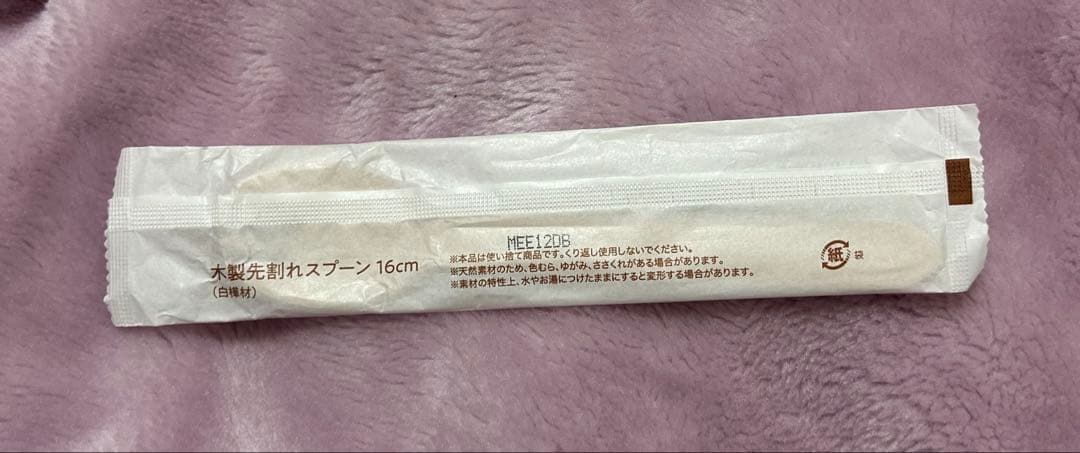 MEE12DB
木製先割れスプーン 16cm
（白樺材）
※本品は使い捨て商品です。くり返し使用しないでください。
※天然素材のため、色むら、ゆがみ、ささくれがある場合があります。
※素材の特性上、水やお湯につけたままにすると変形する場合があります。
紙 袋